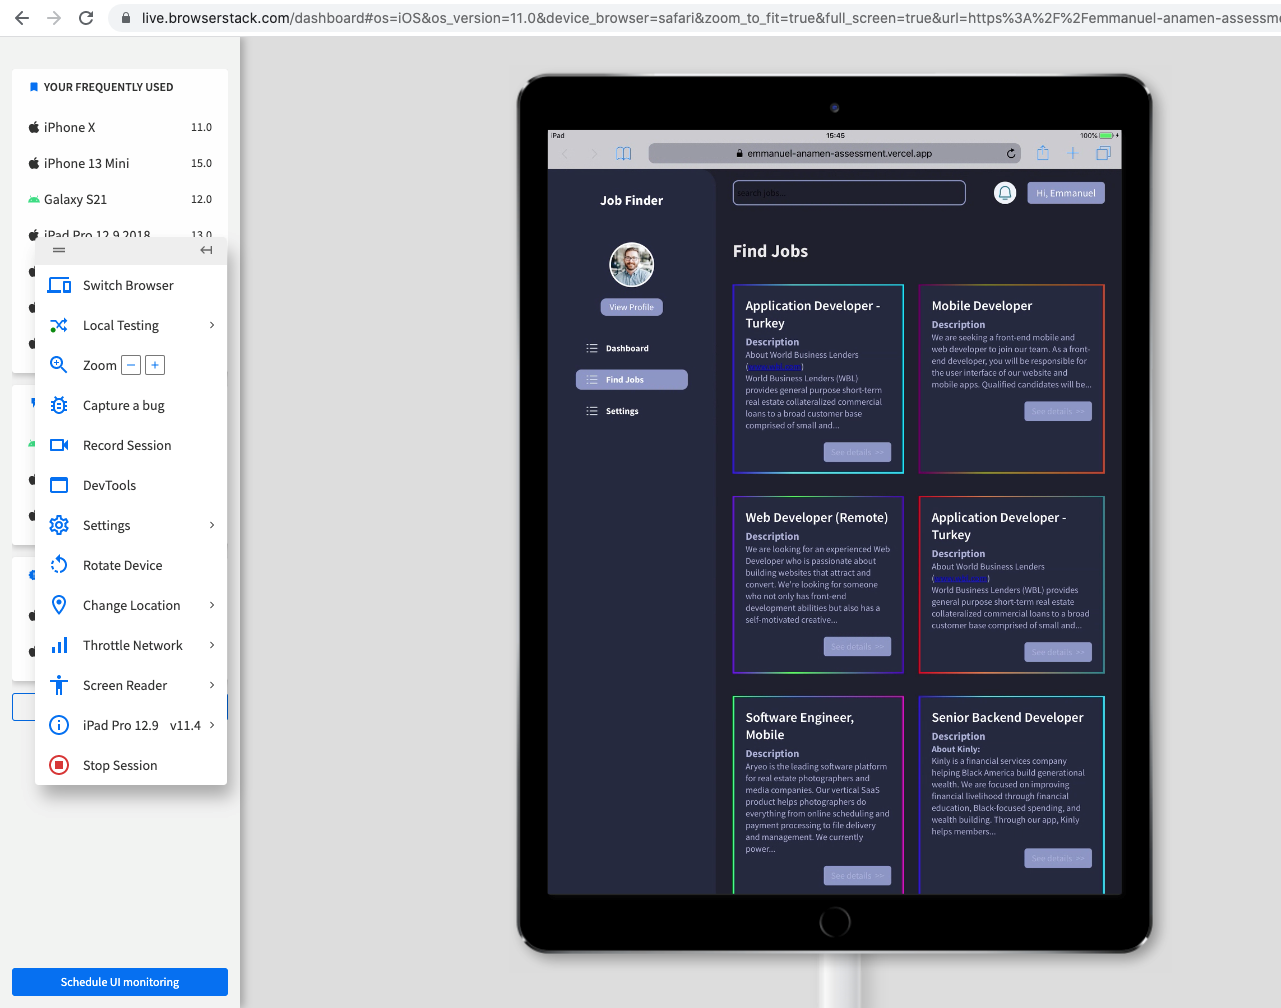 live.browserstack.com/dashboard#os=iOS&os_version=11.0&device_browser=safari&zoom_to_fit=true&full_screen=true&url=https%3A%2F%2Femmanuel-anamen-assessme
YOUR FREQUENTLY USED
iPhone X 11.0
iPhone 13 Mini 15.0
Galaxy S21 12.0
iPad Pro 12.9 2018 13.0
Switch Browser
Local Testing
Zoom − +
Capture a bug
Record Session
DevTools
Settings
Rotate Device
Change Location
Throttle Network
Screen Reader
iPad Pro 12.9 v11.4
Stop Session
Schedule UI monitoring
iPad 15:45 100%
emmanuel-anamen-assessment.vercel.app
Job Finder
View Profile
Dashboard
Find Jobs
Settings
search jobs...
Hi, Emmanuel
Find Jobs
Application Developer -
Turkey
Description
About World Business Lenders
World Business Lenders (WBL)
provides general purpose short-term
real estate collateralized commercial
loans to a broad customer base
comprised of small and...
See details >>
Mobile Developer
Description
We are seeking a front-end mobile and
web developer to join our team. As a front-
end developer, you will be responsible for
the user interface of our website and
mobile apps. Qualified candidates will be...
See details >>
Web Developer (Remote)
Description
We are looking for an experienced Web
Developer who is passionate about
building websites that attract and
convert. We're looking for someone
who not only has front-end
development abilities but also has a
self-motivated creative...
See details >>
Application Developer -
Turkey
Description
About World Business Lenders
World Business Lenders (WBL) provides
general purpose short-term real estate
collateralized commercial loans to a broad
customer base comprised of small and...
See details >>
Software Engineer,
Mobile
Description
Aryeo is the leading software platform
for real estate photographers and
media companies. Our vertical SaaS
product helps photographers do
everything from online scheduling and
payment processing to file delivery
and management. We currently
power...
See details >>
Senior Backend Developer
Description
About Kinly:
Kinly is a financial services company
helping Black America build generational
wealth. We are focused on improving
financial livelihood through financial
education, Black-focused spending, and
wealth building. Through our app, Kinly
helps members...
See details >>